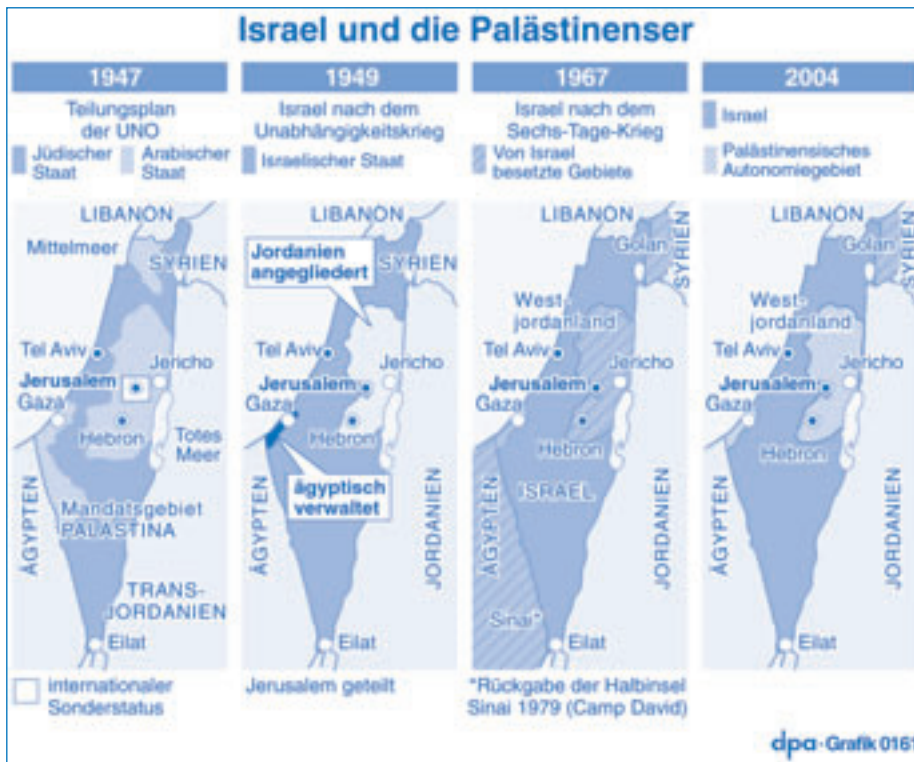 Israel und die Palästinenser
1947
Teilungsplan
der UNO
Jüdischer
Staat
Arabischer
Staat
LIBANON
Mittelmeer
SYRIEN
Tel Aviv
Jericho
Jerusalem
Gaza
Hebron
Totes
Meer
Mandatsgebiet
PALÄSTINA
ÄGYPTEN
TRANS-
JORDANIEN
Eilat
internationaler
Sonderstatus
1949
Israel nach dem
Unabhängigkeitskrieg
Israelischer Staat
LIBANON
Jordanien
angegliedert
SYRIEN
Tel Aviv
Jericho
Jerusalem
Gaza
Hebron
ägyptisch
verwaltet
ÄGYPTEN
JORDANIEN
Eilat
Jerusalem geteilt
1967
Israel nach dem
Sechs-Tage-Krieg
Von Israel
besetzte Gebiete
LIBANON
Golan
SYRIEN
West-
jordanland
Tel Aviv
Jericho
Jerusalem
Gaza
Hebron
ISRAEL
ÄGYPTEN
JORDANIEN
Sinai*
Eilat
*Rückgabe der Halbinsel
Sinai 1979 (Camp David)
2004
Israel
Palästinensisches
Autonomiegebiet
LIBANON
Golan
SYRIEN
West-
jordanland
Tel Aviv
Jericho
Jerusalem
Gaza
Hebron
ÄGYPTEN
JORDANIEN
Eilat
dpa·Grafik 0161